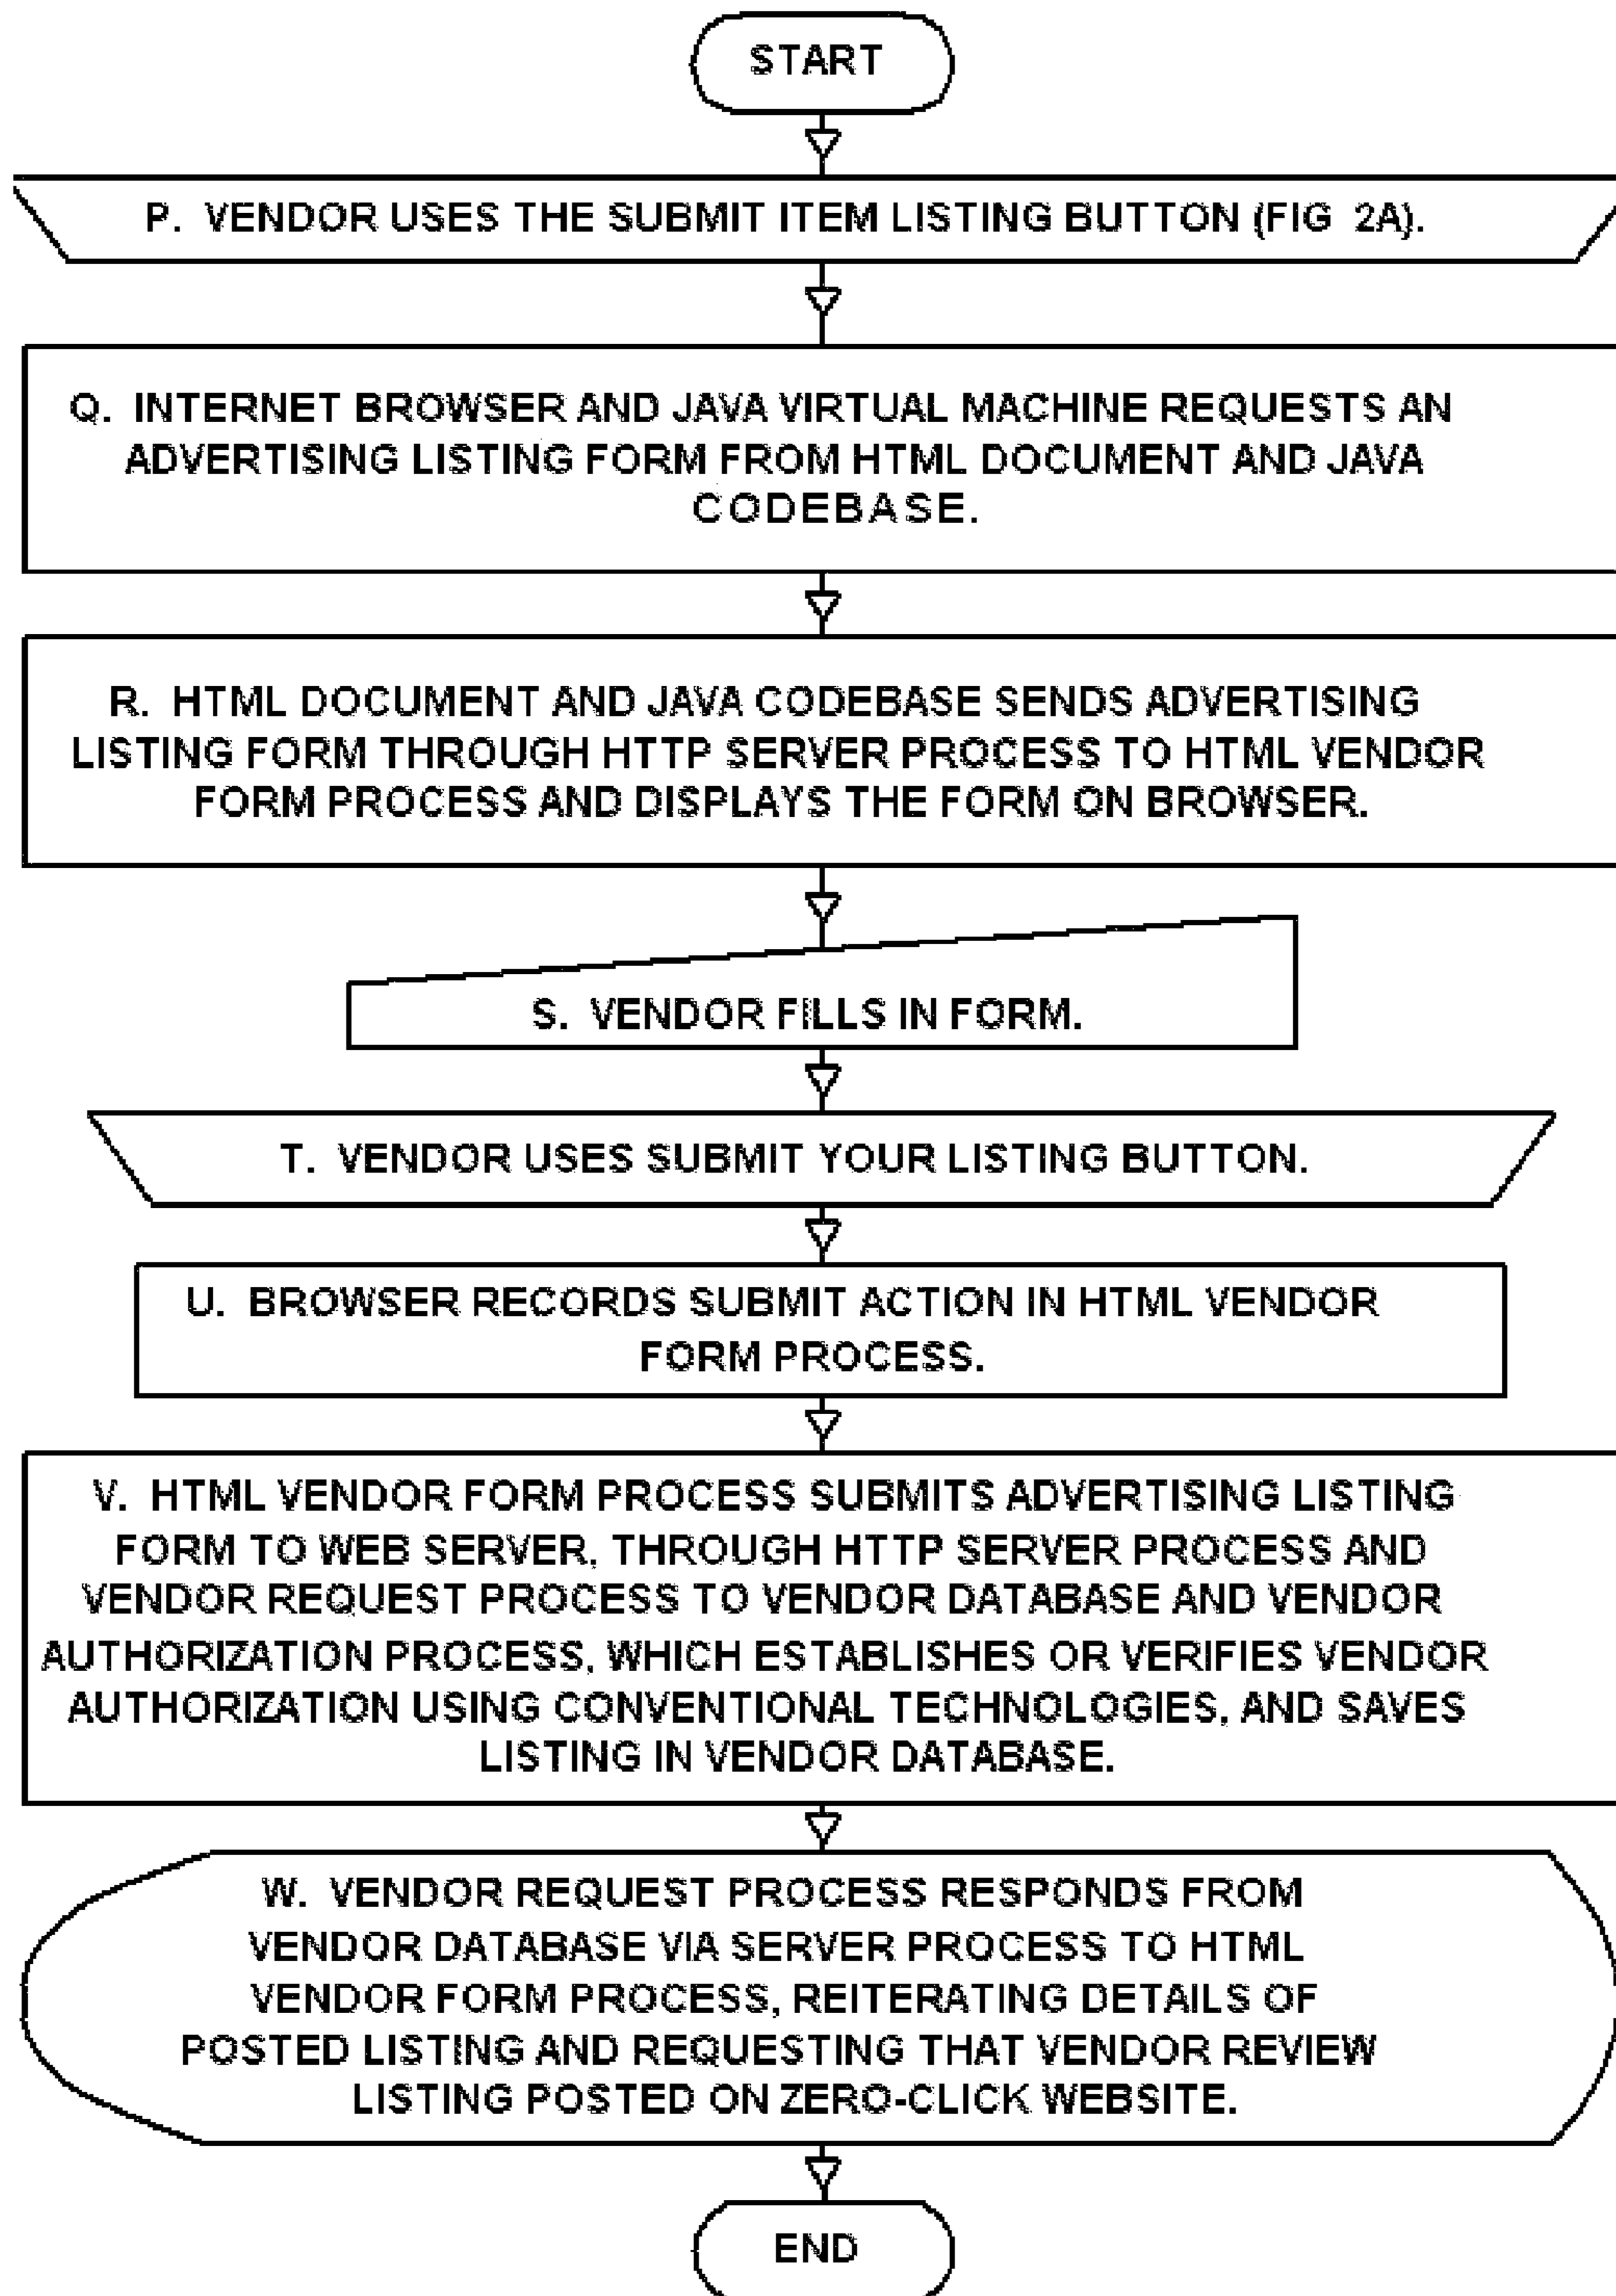 START
P. VENDOR USES THE SUBMIT ITEM LISTING BUTTON (FIG 2A).
Q. INTERNET BROWSER AND JAVA VIRTUAL MACHINE REQUESTS AN
ADVERTISING LISTING FORM FROM HTML DOCUMENT AND JAVA
CODEBASE.
R. HTML DOCUMENT AND JAVA CODEBASE SENDS ADVERTISING
LISTING FORM THROUGH HTTP SERVER PROCESS TO HTML VENDOR
FORM PROCESS AND DISPLAYS THE FORM ON BROWSER.
S. VENDOR FILLS IN FORM.
T. VENDOR USES SUBMIT YOUR LISTING BUTTON.
U. BROWSER RECORDS SUBMIT ACTION IN HTML VENDOR
FORM PROCESS.
V. HTML VENDOR FORM PROCESS SUBMITS ADVERTISING LISTING
FORM TO WEB SERVER, THROUGH HTTP SERVER PROCESS AND
VENDOR REQUEST PROCESS TO VENDOR DATABASE AND VENDOR
AUTHORIZATION PROCESS, WHICH ESTABLISHES OR VERIFIES VENDOR
AUTHORIZATION USING CONVENTIONAL TECHNOLOGIES, AND SAVES
LISTING IN VENDOR DATABASE.
W. VENDOR REQUEST PROCESS RESPONDS FROM
VENDOR DATABASE VIA SERVER PROCESS TO HTML
VENDOR FORM PROCESS, REITERATING DETAILS OF
POSTED LISTING AND REQUESTING THAT VENDOR REVIEW
LISTING POSTED ON ZERO-CLICK WEBSITE.
END